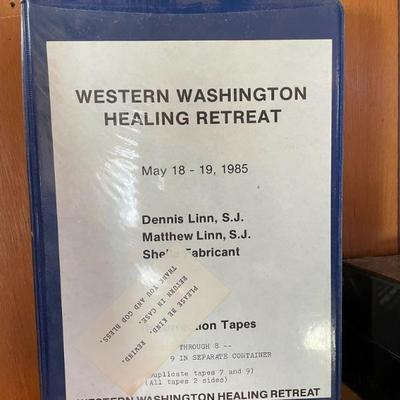 WESTERN WASHINGTON
HEALING RETREAT
May 18 - 19, 1985
Dennis Linn, S.J.
Matthew Linn, S.J.
Fabricant
PLEASE BE KIND. REWIND.
RETURN IN CASE.
THANK YOU AND GOD BLESS.
Tapes
THROUGH 8 --
9 IN SEPARATE CONTAINER
uplicate tapes 7 and 9)
(All tapes 2 sides)
WESTERN WASHINGTON HEALING RETREAT